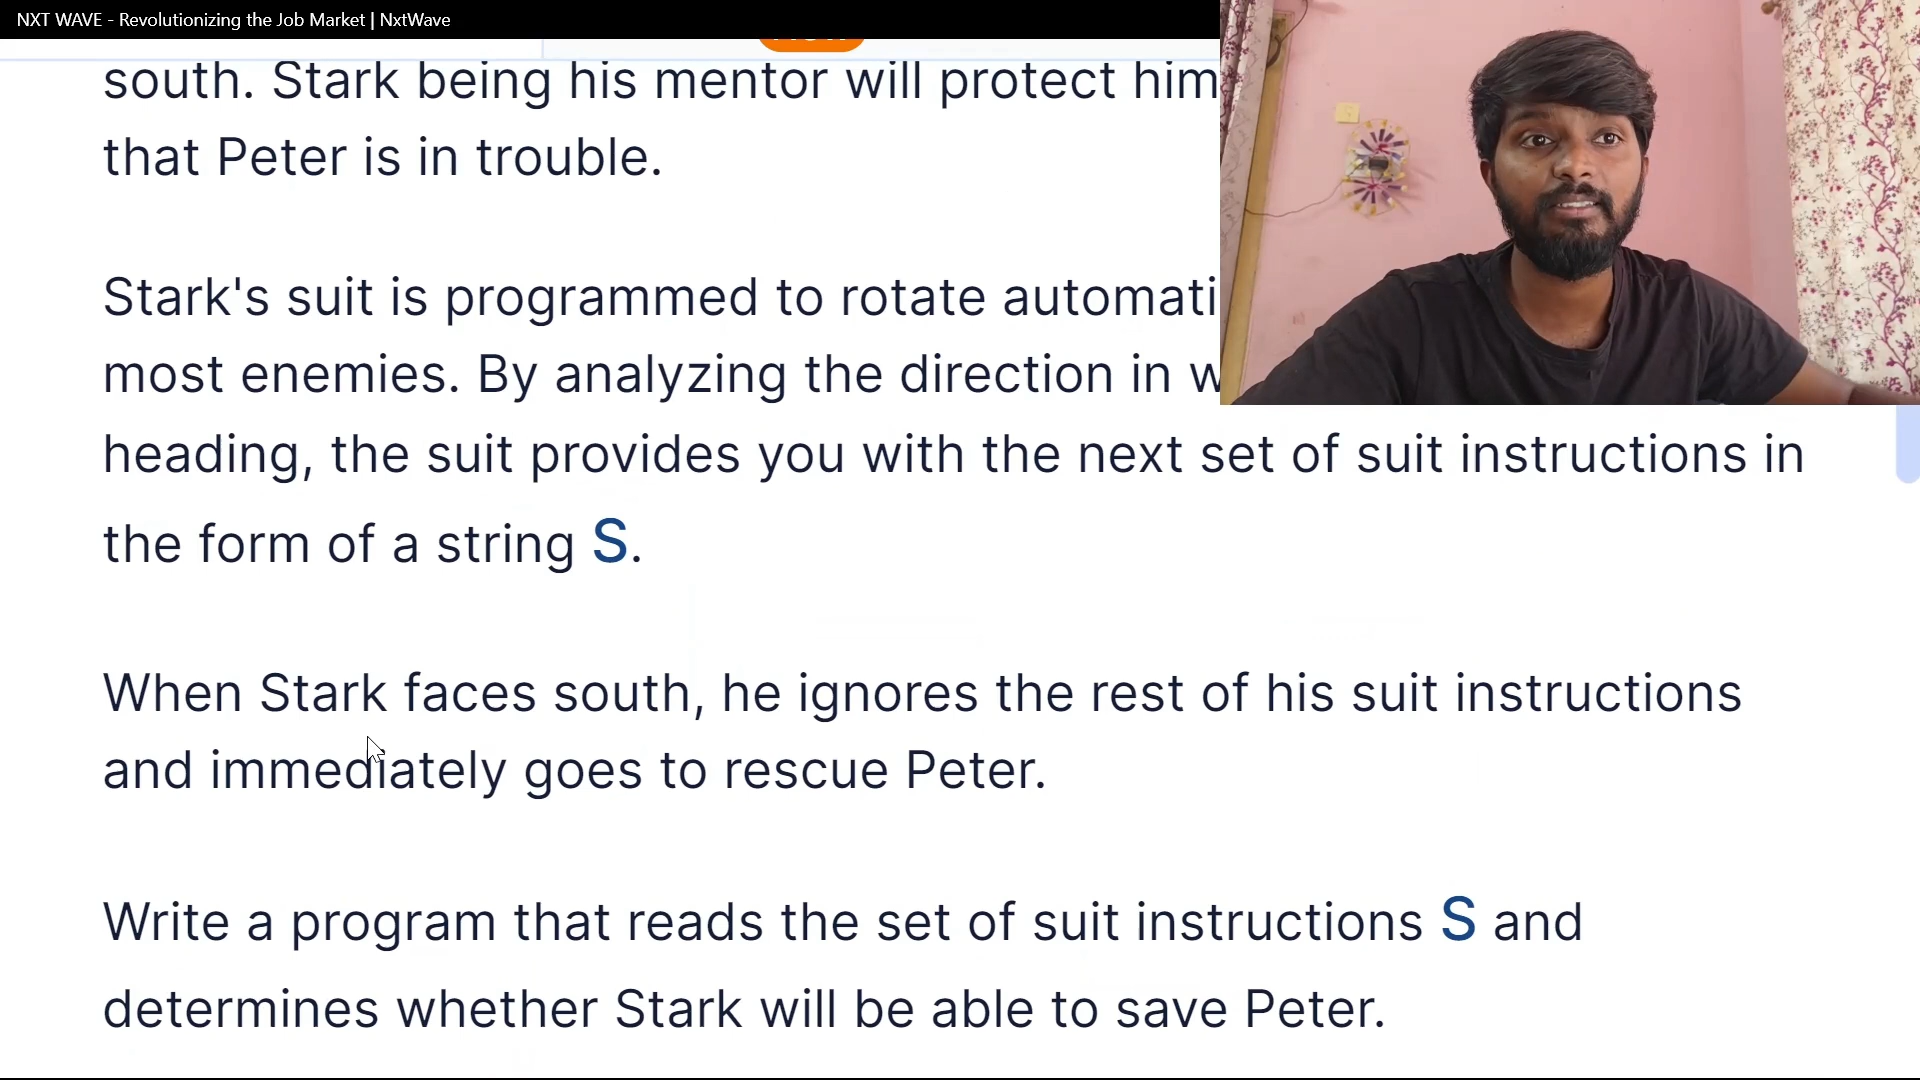 NXT WAVE - Revolutionizing the Job Market | NxtWave
south. Stark being his mentor will protect him
that Peter is in trouble.
Stark's suit is programmed to rotate automati
most enemies. By analyzing the direction in w
heading, the suit provides you with the next set of suit instructions in
the form of a string S.
When Stark faces south, he ignores the rest of his suit instructions
and immediately goes to rescue Peter.
Write a program that reads the set of suit instructions S and
determines whether Stark will be able to save Peter.